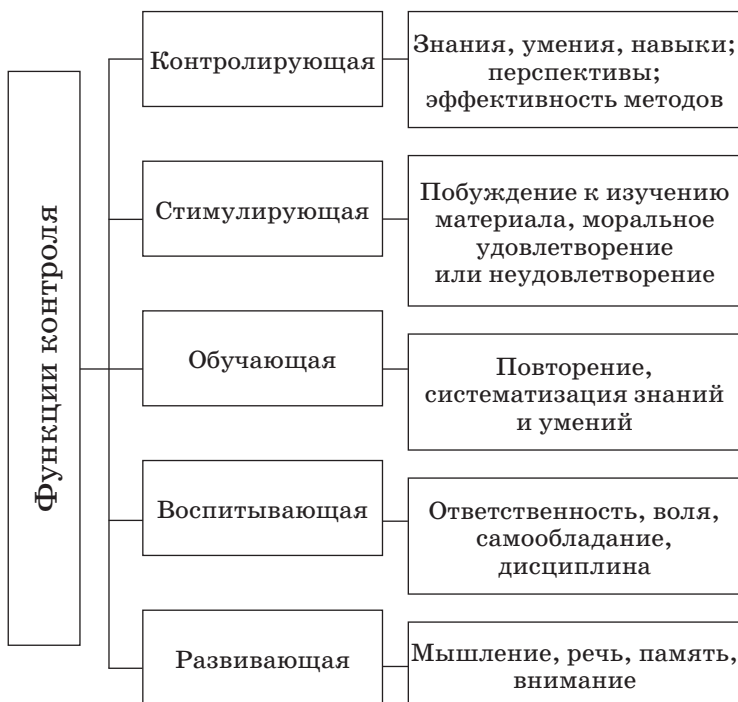 Функции контроля
Контролирующая
Знания, умения, навыки;
перспективы;
эффективность методов
Стимулирующая
Побуждение к изучению
материала, моральное
удовлетворение
или неудовлетворение
Обучающая
Повторение,
систематизация знаний
и умений
Воспитывающая
Ответственность, воля,
самообладание,
дисциплина
Развивающая
Мышление, речь, память,
внимание